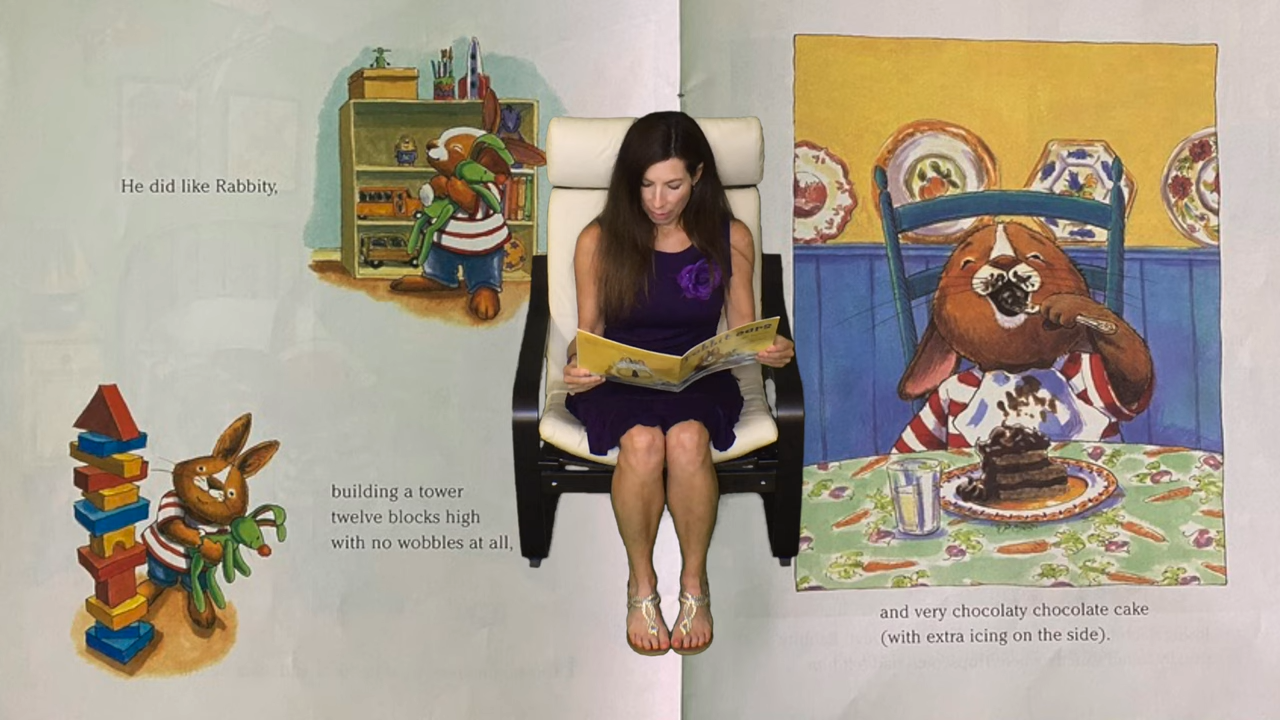 He did like Rabbity,
building a tower
twelve blocks high
with no wobbles at all,
and very chocolaty chocolate cake
(with extra icing on the side).